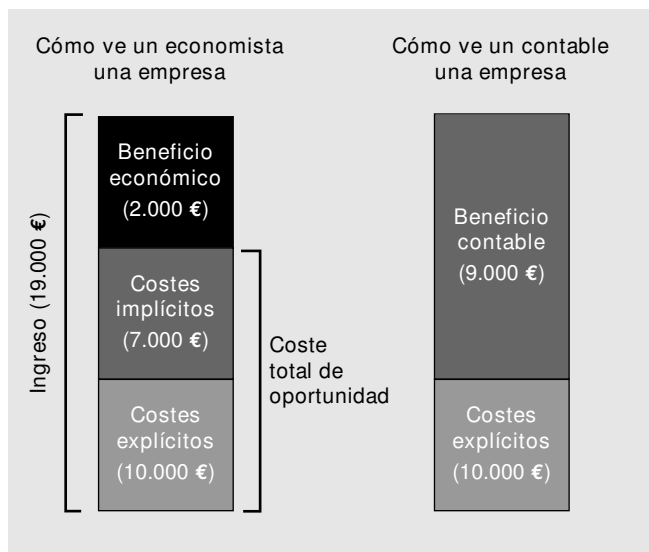 Cómo ve un economista
una empresa
Ingreso (19.000 €)
Beneficio
económico
(2.000 €)
Costes
implícitos
(7.000 €)
Costes
explícitos
(10.000 €)
Coste
total de
oportunidad
Cómo ve un contable
una empresa
Beneficio
contable
(9.000 €)
Costes
explícitos
(10.000 €)